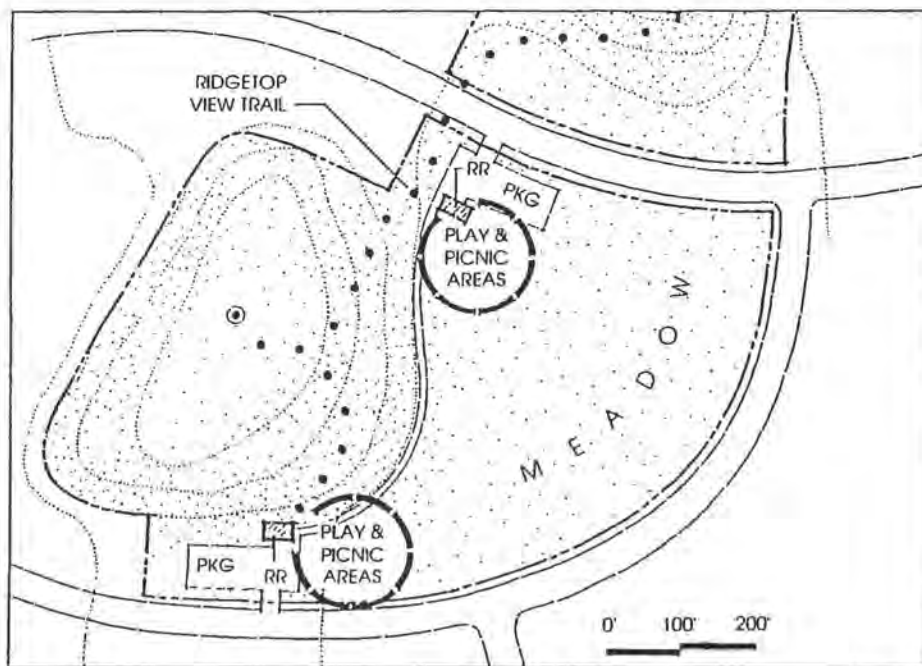 RIDGETOP
VIEW TRAIL
RR
PKG
PLAY &
PICNIC
AREAS
MEADOW
PLAY &
PICNIC
AREAS
PKG
RR
0' 100' 200'